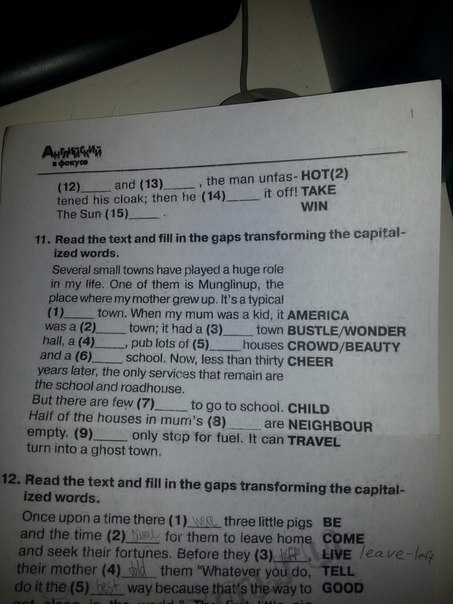 1
Английский
в фокусе
(12)____ and (13)____ , the man unfas- HOT(2)
tened his cloak; then he (14)____ it off! TAKE
The Sun (15)____ . WIN
11. Read the text and fill in the gaps transforming the capital-
ized words.
Several small towns have played a huge role
in my life. One of them is Munglinup, the
place where my mother grew up. It's a typical
(1)____ town. When my mum was a kid, it AMERICA
was a (2)____ town; it had a (3)____ town BUSTLE/WONDER
hall, a (4)____, pub lots of (5)____ houses CROWD/BEAUTY
and a (6)____ school. Now, less than thirty CHEER
years later, the only services that remain are
the school and roadhouse.
But there are few (7)____ to go to school. CHILD
Half of the houses in mum's (8)____ are NEIGHBOUR
empty. (9)____ only stop for fuel. It can TRAVEL
turn into a ghost town.
12. Read the text and fill in the gaps transforming the capital-
ized words.
Once upon a time there (1) were three little pigs BE
and the time (2) came for them to leave home COME
and seek their fortunes. Before they (3) left LIVE leave-left
their mother (4) told them "Whatever you do, TELL
do it the (5) best way because that's the way to GOOD